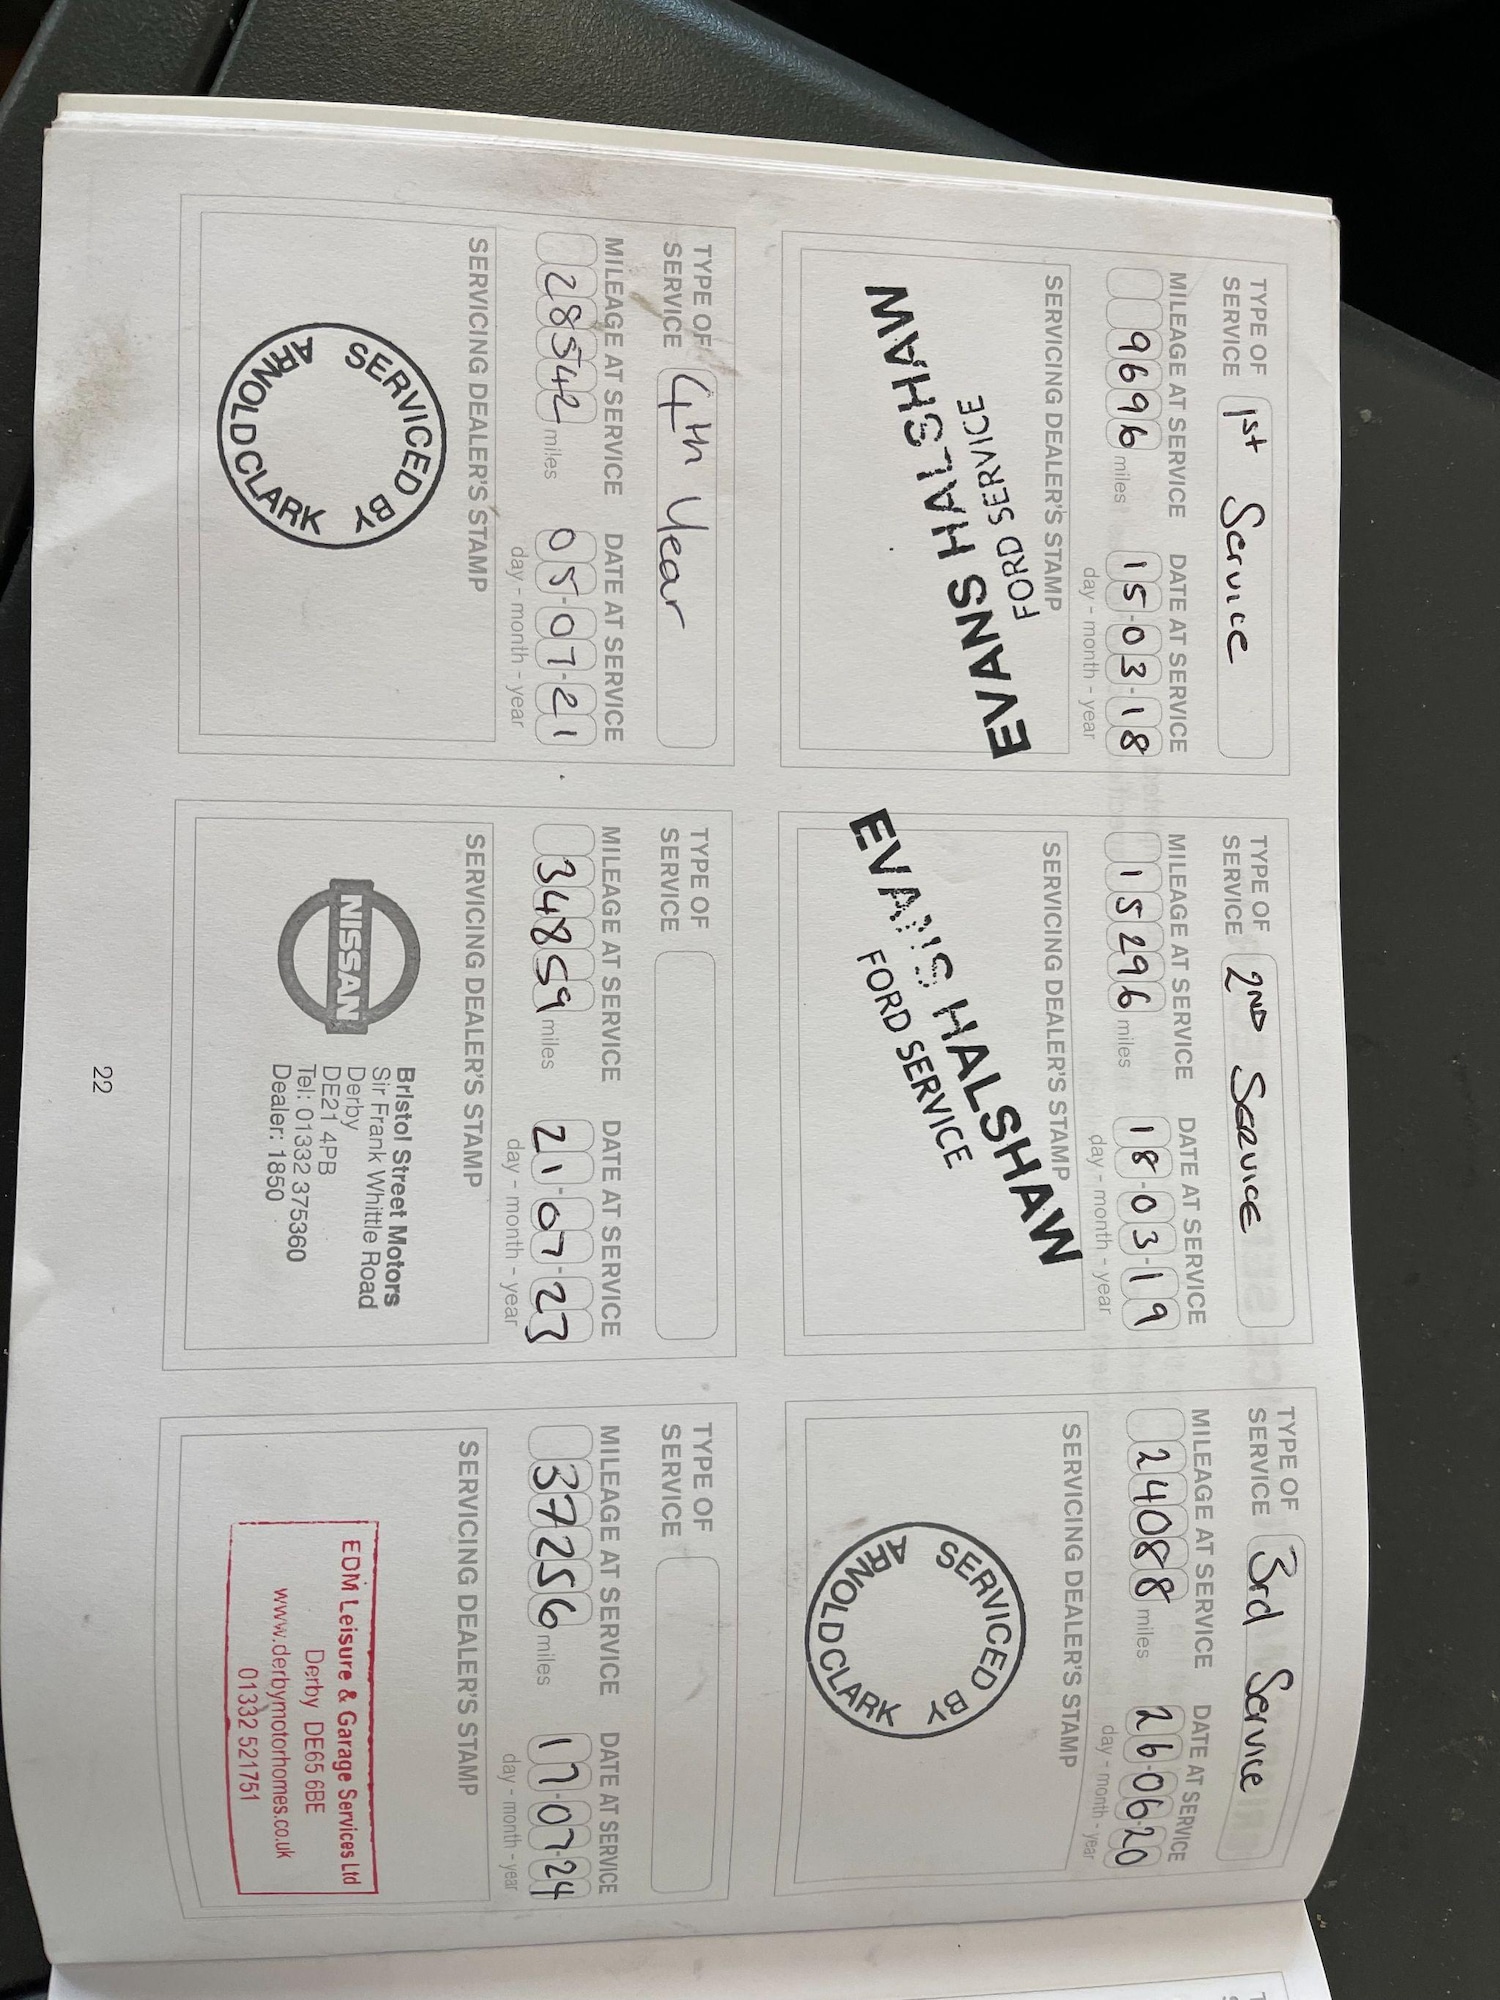 TYPE OF
SERVICE
1st Service
MILEAGE AT SERVICE
DATE AT SERVICE
9696 miles
15-03-18
day - month - year
SERVICING DEALER'S STAMP
EVANS HALSHAW
FORD SERVICE
TYPE OF
SERVICE
2ND SERVICE
MILEAGE AT SERVICE
DATE AT SERVICE
15296 miles
18-03-19
day - month - year
SERVICING DEALER'S STAMP
EVANS HALSHAW
FORD SERVICE
TYPE OF
SERVICE
3rd Service
MILEAGE AT SERVICE
DATE AT SERVICE
24088 miles
26-06-20
day - month - year
SERVICING DEALER'S STAMP
SERVICED BY
ARNOLD CLARK
TYPE OF
SERVICE
4TH Year
MILEAGE AT SERVICE
DATE AT SERVICE
28542 miles
05-07-21
day - month - year
SERVICING DEALER'S STAMP
SERVICED BY
ARNOLD CLARK
TYPE OF
SERVICE
MILEAGE AT SERVICE
DATE AT SERVICE
34859 miles
21-07-23
day - month - year
SERVICING DEALER'S STAMP
NISSAN
Bristol Street Motors
Sir Frank Whittle Road
Derby
DE21 4PB
Tel: 01332 375360
Dealer: 1850
TYPE OF
SERVICE
MILEAGE AT SERVICE
DATE AT SERVICE
37256 miles
17-07-24
day - month - year
SERVICING DEALER'S STAMP
EDM Leisure & Garage Services Ltd
Derby DE65 6BE
www.derbymotorhomes.co.uk
01332 521751
22